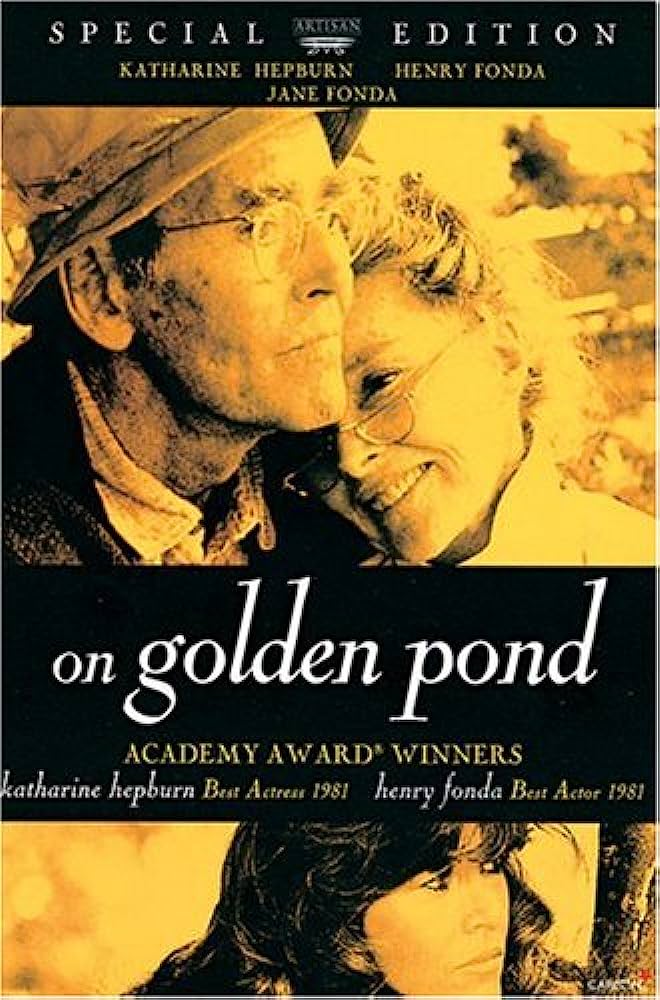 SPECIAL ARTISAN EDITION
KATHARINE HEPBURN HENRY FONDA
JANE FONDA
on golden pond
ACADEMY AWARD® WINNERS
katharine hepburn Best Actress 1981 henry fonda Best Actor 1981